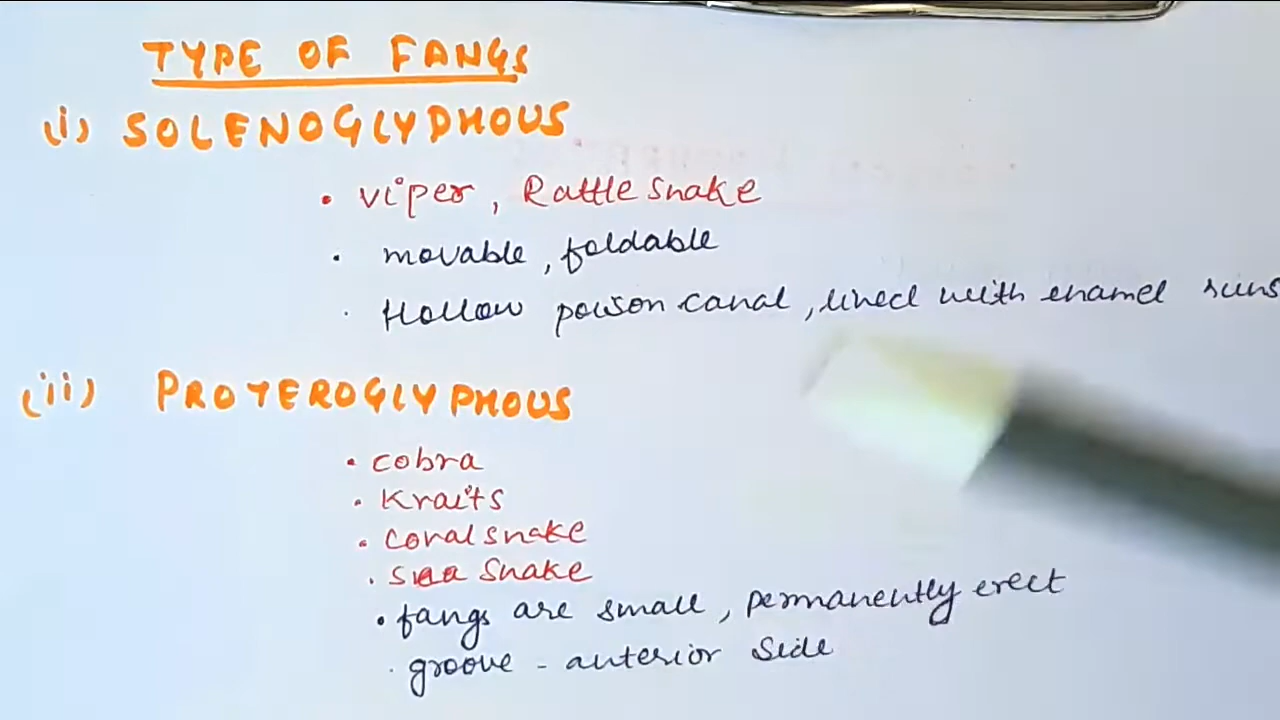 TYPE OF FANGS
(i) SOLENOGLYPHOUS
• viper, Rattle snake
• movable, foldable
• Hollow poison canal, lined with enamel runs
(ii) PROTEROGLYPHOUS
• cobra
• Kraits
• coral snake
• sea snake
• fangs are small, permanently erect
• groove - anterior side